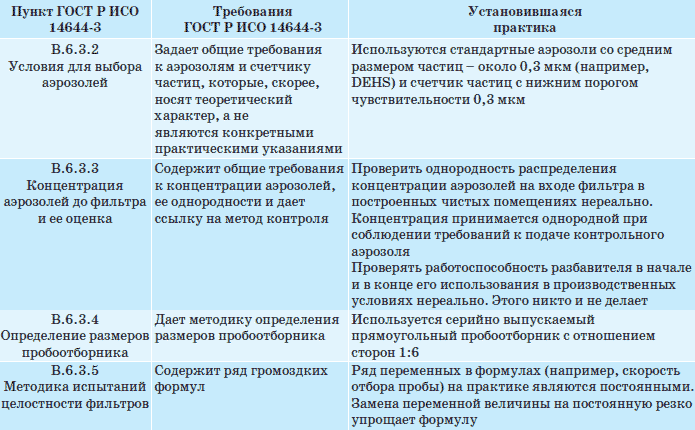 Пункт ГОСТ Р ИСО
14644-3
Требования
ГОСТ Р ИСО 14644-3
Установившаяся
практика
В.6.3.2
Условия для выбора
аэрозолей
Задает общие требования
к аэрозолям и счетчику
частиц, которые, скорее,
носят теоретический
характер, а не
являются конкретными
практическими указаниями
Используются стандартные аэрозоли со средним
размером частиц – около 0,3 мкм (например,
DEHS) и счетчик частиц с нижним порогом
чувствительности 0,3 мкм
В.6.3.3
Концентрация
аэрозолей до фильтра
и ее оценка
Содержит общие требования
к концентрации аэрозолей,
ее однородности и дает
ссылку на метод контроля
Проверить однородность распределения
концентрации аэрозолей на входе фильтра в
построенных чистых помещениях нереально.
Концентрация принимается однородной при
соблюдении требований к подаче контрольного
аэрозоля
Проверять работоспособность разбавителя в начале
и в конце его использования в производственных
условиях нереально. Этого никто и не делает
В.6.3.4
Определение размеров
пробоотборника
Дает методику определения
размеров пробоотборника
Используется серийно выпускаемый
прямоугольный пробоотборник с отношением
сторон 1:6
В.6.3.5
Методика испытаний
целостности фильтров
Содержит ряд громоздких
формул
Ряд переменных в формулах (например, скорость
отбора пробы) на практике являются постоянными.
Замена переменной величины на постоянную резко
упрощает формулу